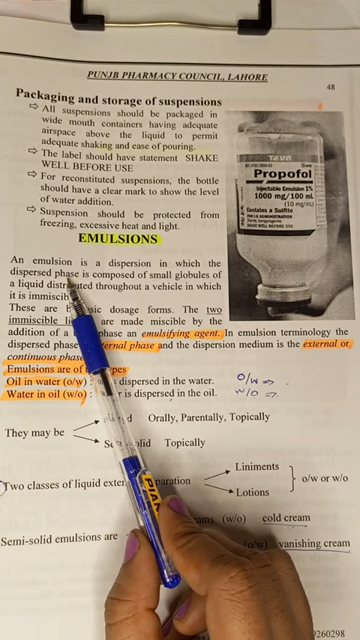 PUNJB PHARMACY COUNCIL, LAHORE
48
Packaging and storage of suspensions
⇨ All suspensions should be packaged in
wide mouth containers having adequate
airspace above the liquid to permit
adequate shaking and ease of pouring.
⇨ The label should have statement SHAKE
WELL BEFORE USE
⇨ For reconstituted suspensions, the bottle
should have a clear mark to show the level
of water addition.
⇨ Suspension should be protected from
freezing, excessive heat and light.
TEVA
Propofol
Injectable Emulsion 1%
1000 mg/100 mL
(10 mg/mL)
Contains a Sulfite
EMULSIONS
An emulsion is a dispersion in which the
dispersed phase is composed of small globules of
a liquid distributed throughout a vehicle in which
it is
These are dosage forms. The two
immiscible are made miscible by the
addition of a phase an emulsifying agent. In emulsion terminology the
dispersed phase phase and the dispersion medium is the external or
continuous phase
Emulsions are of
Oil in water (o/w) : dispersed in the water. O/W ⇒
Water in oil (w/o) : is dispersed in the oil. W/O ⇒
They may be Orally, Parentally, Topically
Topically
Two classes of liquid Liniments
Lotions
o/w or w/o
Semi-solid emulsions are (w/o) cold cream
(o/w) vanishing cream
PIANO
9260298